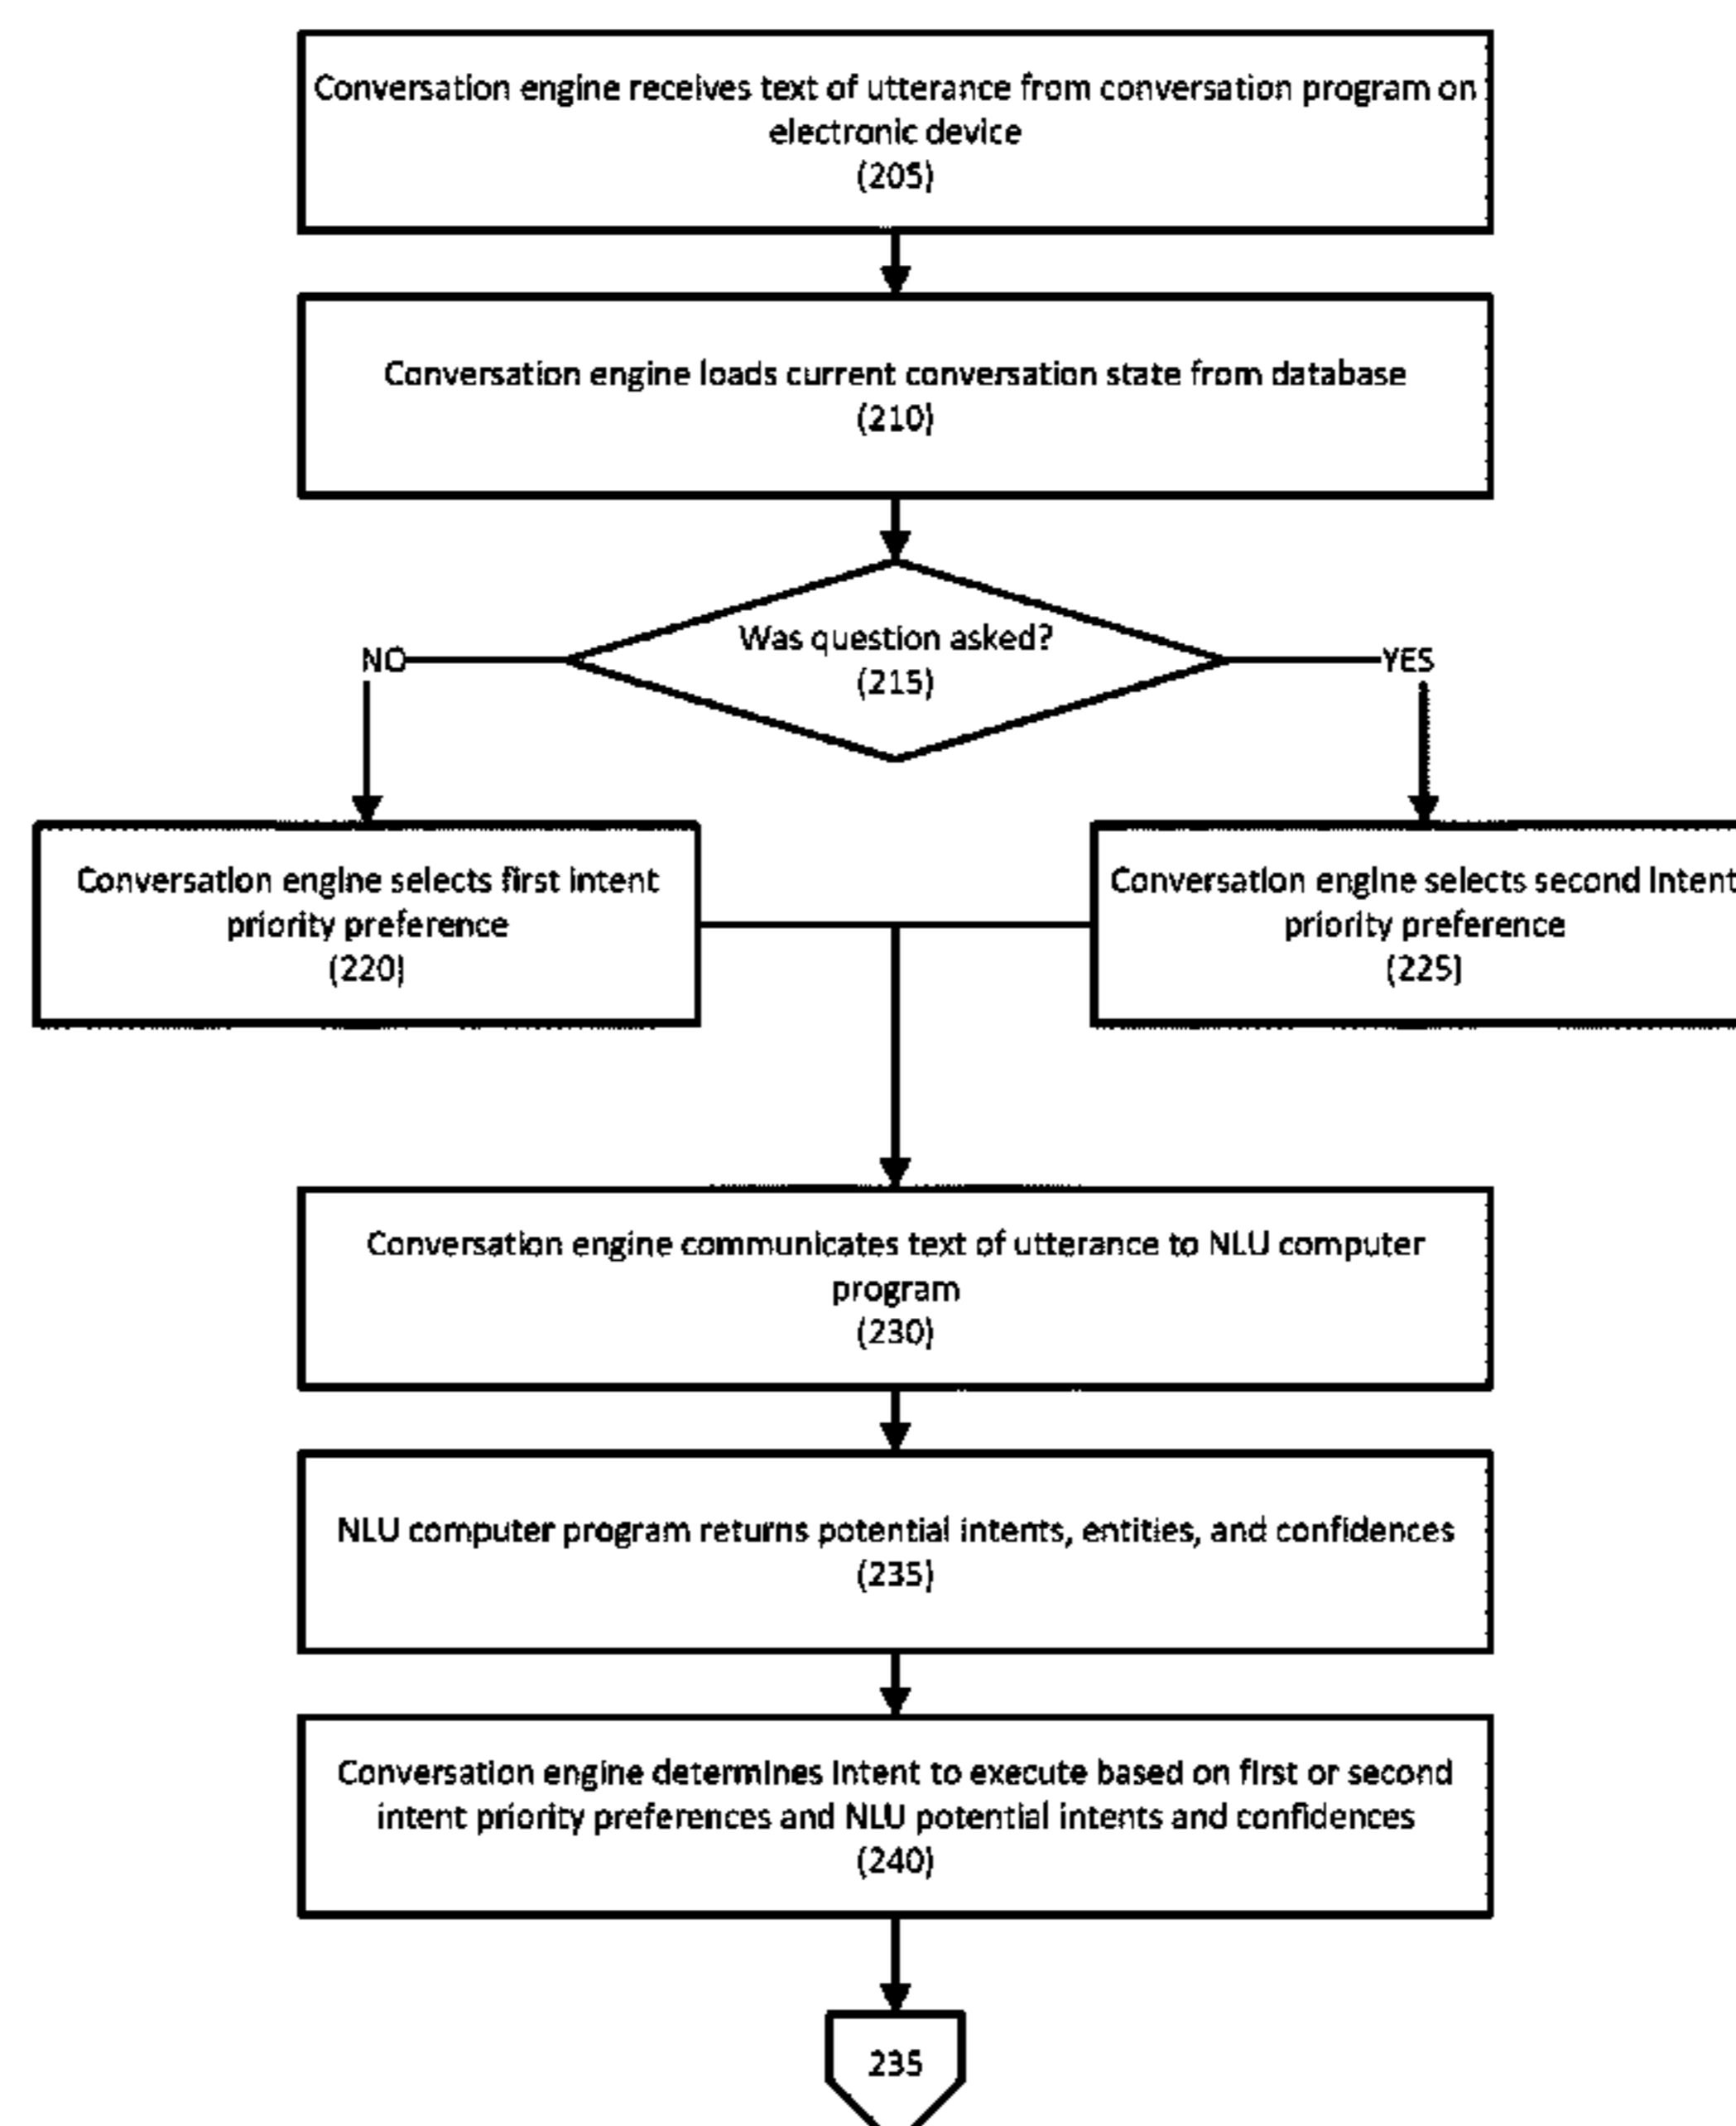 Conversation engine receives text of utterance from conversation program on
electronic device
(205)
Conversation engine loads current conversation state from database
(210)
Was question asked?
(215)
NO
YES
Conversation engine selects first intent
priority preference
(220)
Conversation engine selects second intent
priority preference
(225)
Conversation engine communicates text of utterance to NLU computer
program
(230)
NLU computer program returns potential intents, entities, and confidences
(235)
Conversation engine determines intent to execute based on first or second
intent priority preferences and NLU potential intents and confidences
(240)
235